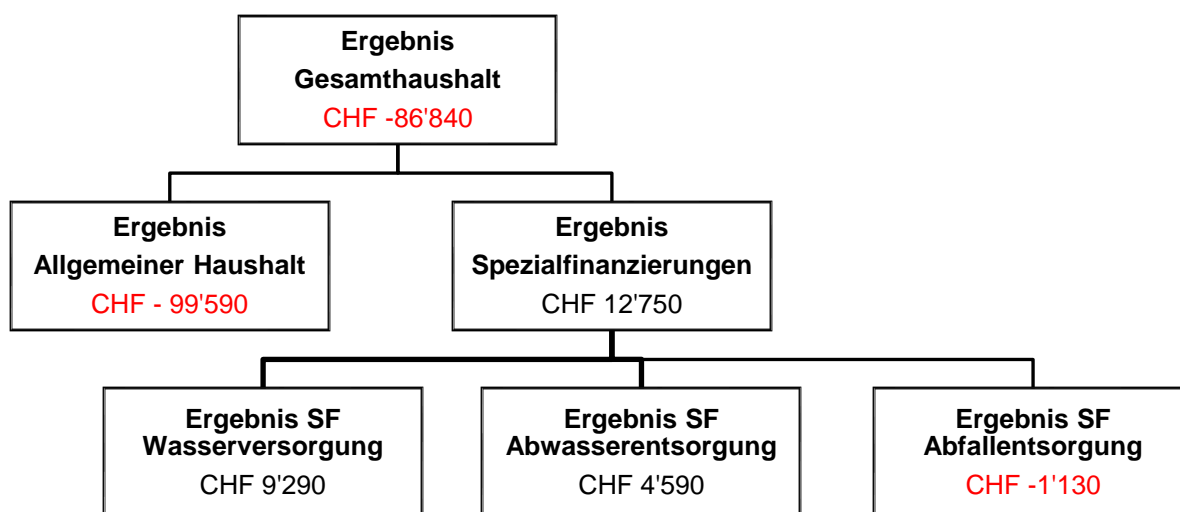 Ergebnis
Gesamthaushalt
CHF -86'840
Ergebnis
Allgemeiner Haushalt
CHF - 99'590
Ergebnis
Spezialfinanzierungen
CHF 12'750
Ergebnis SF
Wasserversorgung
CHF 9'290
Ergebnis SF
Abwasserentsorgung
CHF 4'590
Ergebnis SF
Abfallentsorgung
CHF -1'130